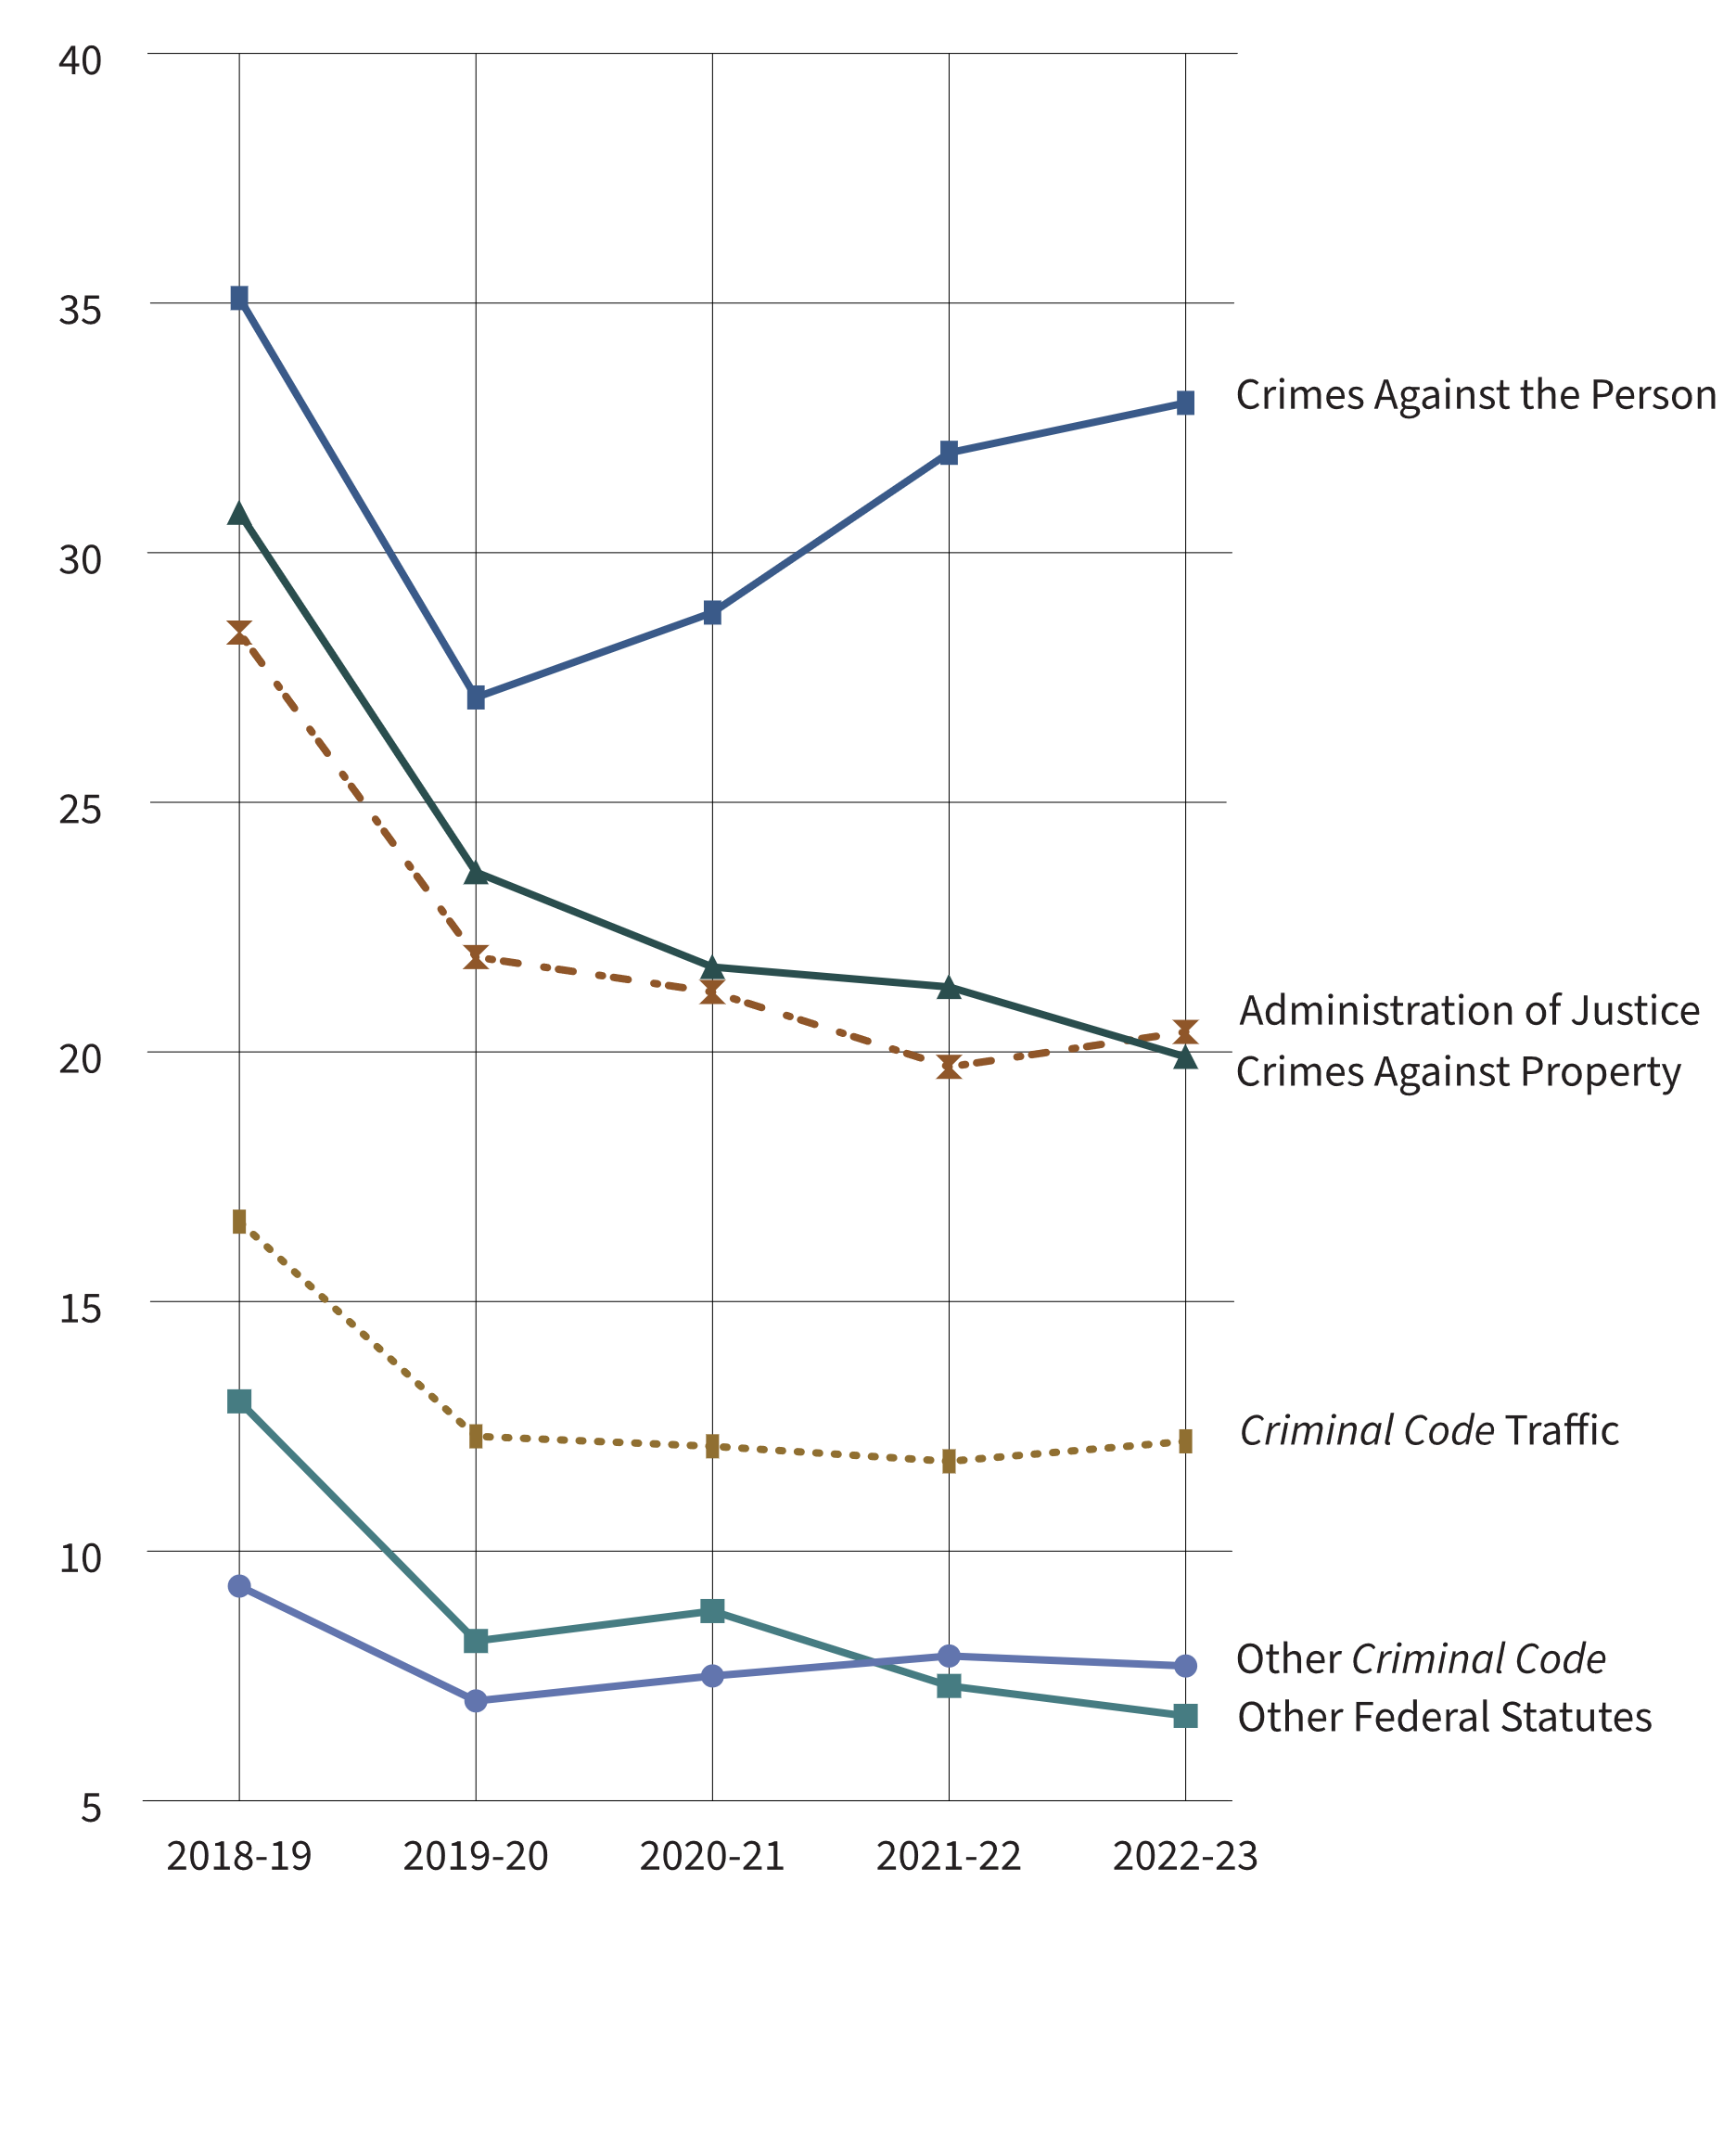 40
35
Crimes Against the Person
30
25
Administration of Justice
20
Crimes Against Property
15
Criminal Code Traffic
10
Other Criminal Code
Other Federal Statutes
5
2018-19 2019-20 2020-21 2021-22 2022-23